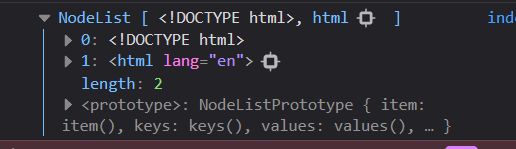 NodeList [ <!DOCTYPE html>, html ]
0: <!DOCTYPE html>
1: <html lang="en">
length: 2
<prototype>: NodeListPrototype { item:
item(), keys: keys(), values: values(), … }